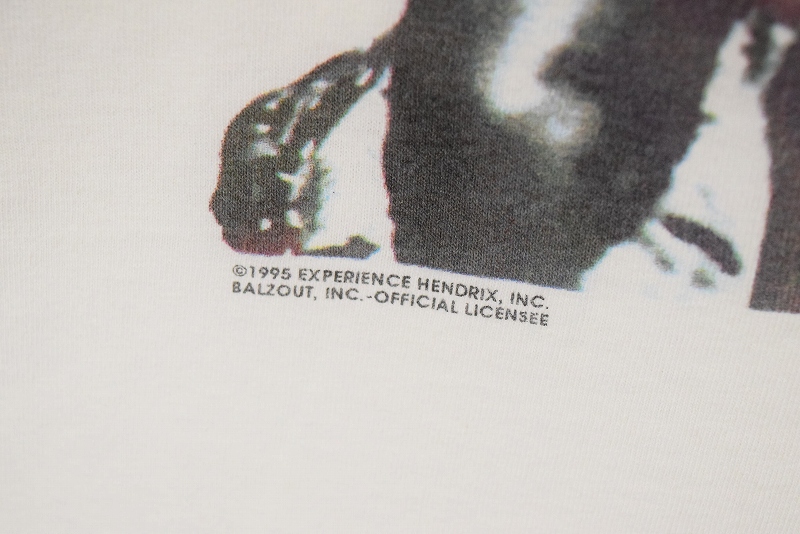 ©1995 EXPERIENCE HENDRIX, INC.
BALZOUT, INC.-OFFICIAL LICENSEE